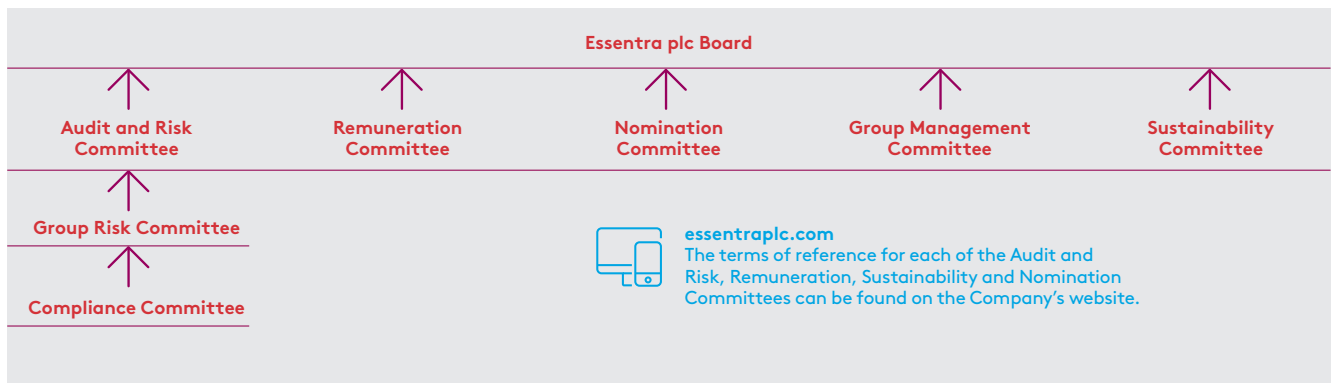 Essentra plc Board
Audit and Risk
Committee
Remuneration
Committee
Nomination
Committee
Group Management
Committee
Sustainability
Committee
Group Risk Committee
Compliance Committee
essentraplc.com
The terms of reference for each of the Audit and
Risk, Remuneration, Sustainability and Nomination
Committees can be found on the Company’s website.